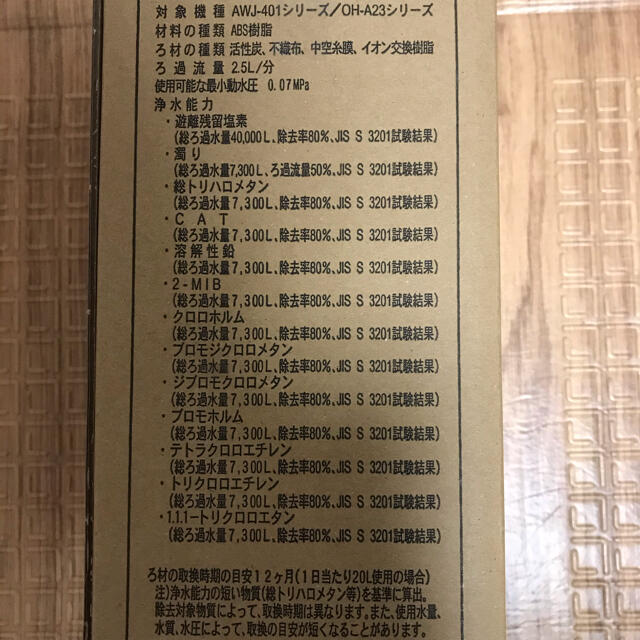 対象機種 AWJ-401シリーズ/OH-A23シリーズ
材料の種類 ABS樹脂
ろ材の種類 活性炭、不織布、中空糸膜、イオン交換樹脂
ろ過流量 2.5L/分
使用可能な最小動水圧 0.07MPa
浄水能力
・遊離残留塩素
(総ろ過水量40,000L、除去率80%、JIS S 3201試験結果)
・濁り
(総ろ過水量7,300L、ろ過流量50%、JIS S 3201試験結果)
・総トリハロメタン
(総ろ過水量7,300L、除去率80%、JIS S 3201試験結果)
・CAT
(総ろ過水量7,300L、除去率80%、JIS S 3201試験結果)
・溶解性鉛
(総ろ過水量7,300L、除去率80%、JIS S 3201試験結果)
・2-MIB
(総ろ過水量7,300L、除去率80%、JIS S 3201試験結果)
・クロロホルム
(総ろ過水量7,300L、除去率80%、JIS S 3201試験結果)
・ブロモジクロロメタン
(総ろ過水量7,300L、除去率80%、JIS S 3201試験結果)
・ジブロモクロロメタン
(総ろ過水量7,300L、除去率80%、JIS S 3201試験結果)
・ブロモホルム
(総ろ過水量7,300L、除去率80%、JIS S 3201試験結果)
・テトラクロロエチレン
(総ろ過水量7,300L、除去率80%、JIS S 3201試験結果)
・トリクロロエチレン
(総ろ過水量7,300L、除去率80%、JIS S 3201試験結果)
・1.1.1-トリクロロエタン
(総ろ過水量7,300L、除去率80%、JIS S 3201試験結果)
ろ材の取換時期の目安12ヶ月(1日当たり20L使用の場合)
注)浄水能力の短い物質(総トリハロメタン等)を基準に算出。
除去対象物質によって、取換時期は異なります。また、使用水量、
水質、水圧によって、取換の目安が短くなることがあります。